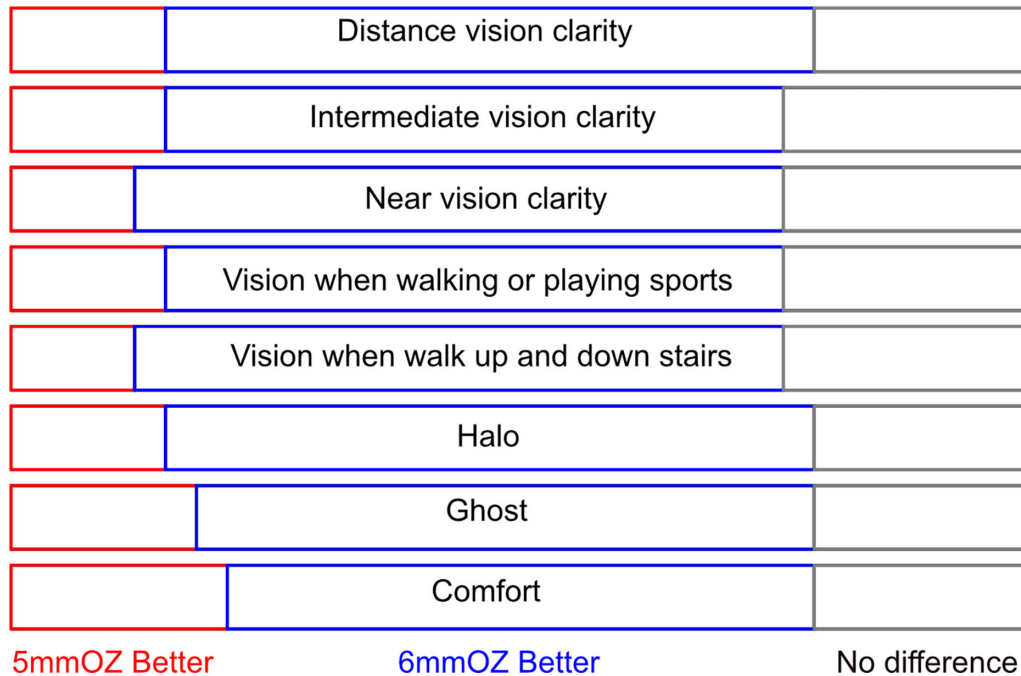 Distance vision clarity
Intermediate vision clarity
Near vision clarity
Vision when walking or playing sports
Vision when walk up and down stairs
Halo
Ghost
Comfort
5mmOZ Better 6mmOZ Better No difference